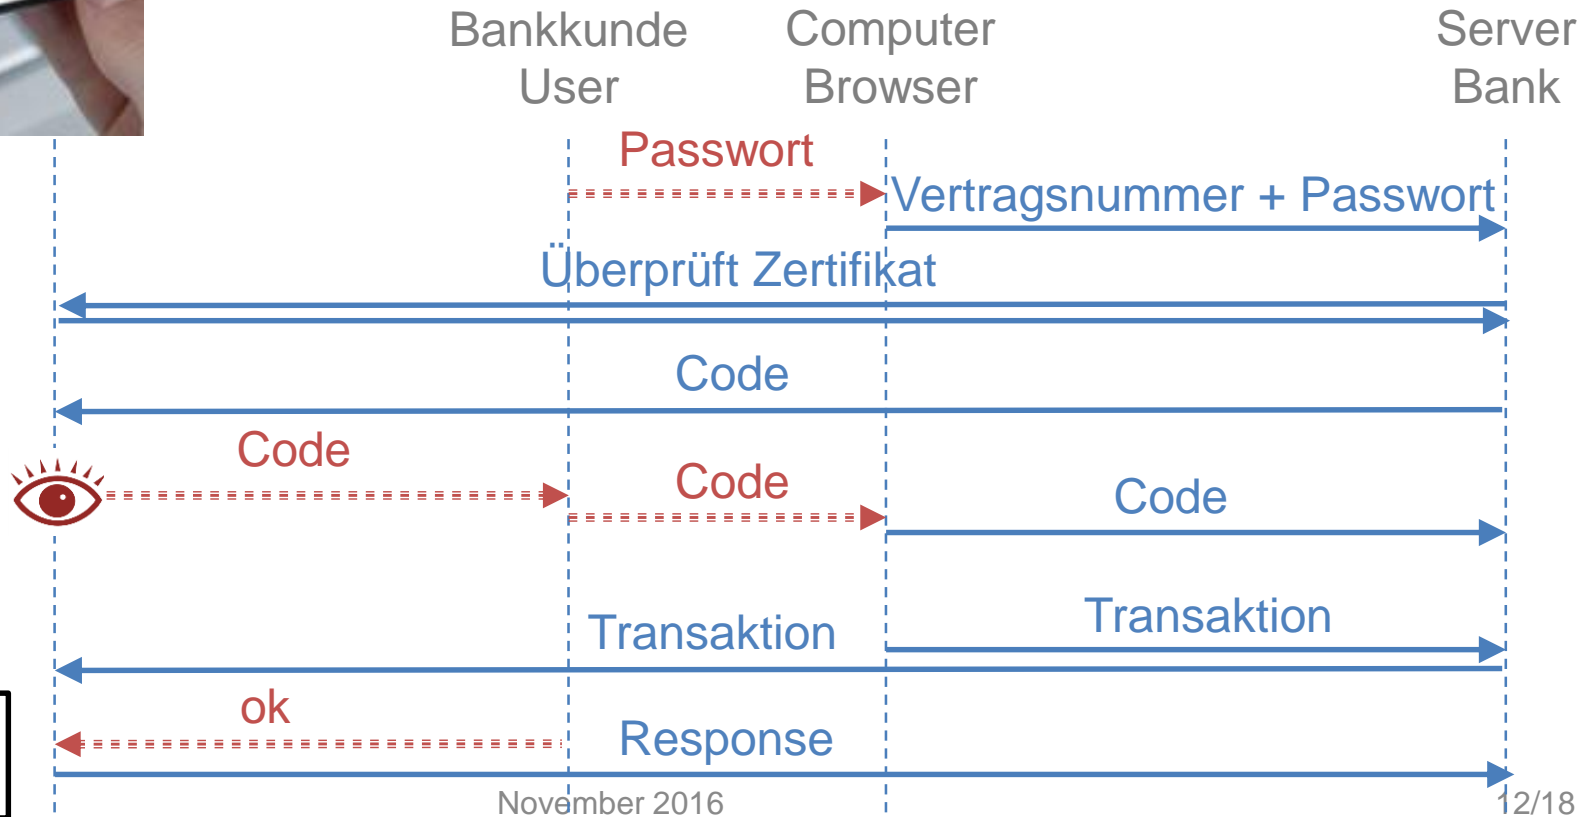 Bankkunde
User
Computer
Browser
Server
Bank
Passwort
Vertragsnummer + Passwort
Überprüft Zertifikat
Code
Code
Code
Code
Transaktion
Transaktion
ok
Response
November 2016
12/18